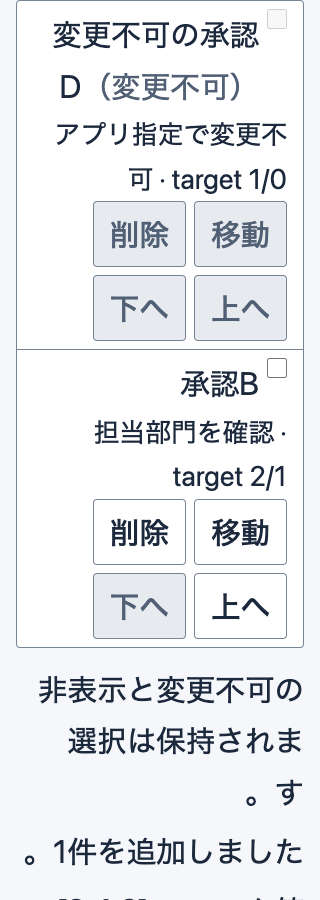 変更不可の承認
D（変更不可）
アプリ指定で変更不
可 · target 1/0
削除 移動
下へ 上へ
承認B
担当部門を確認 ·
target 2/1
削除 移動
下へ 上へ
非表示と変更不可の
選択は保持されま
。す
。1件を追加しました